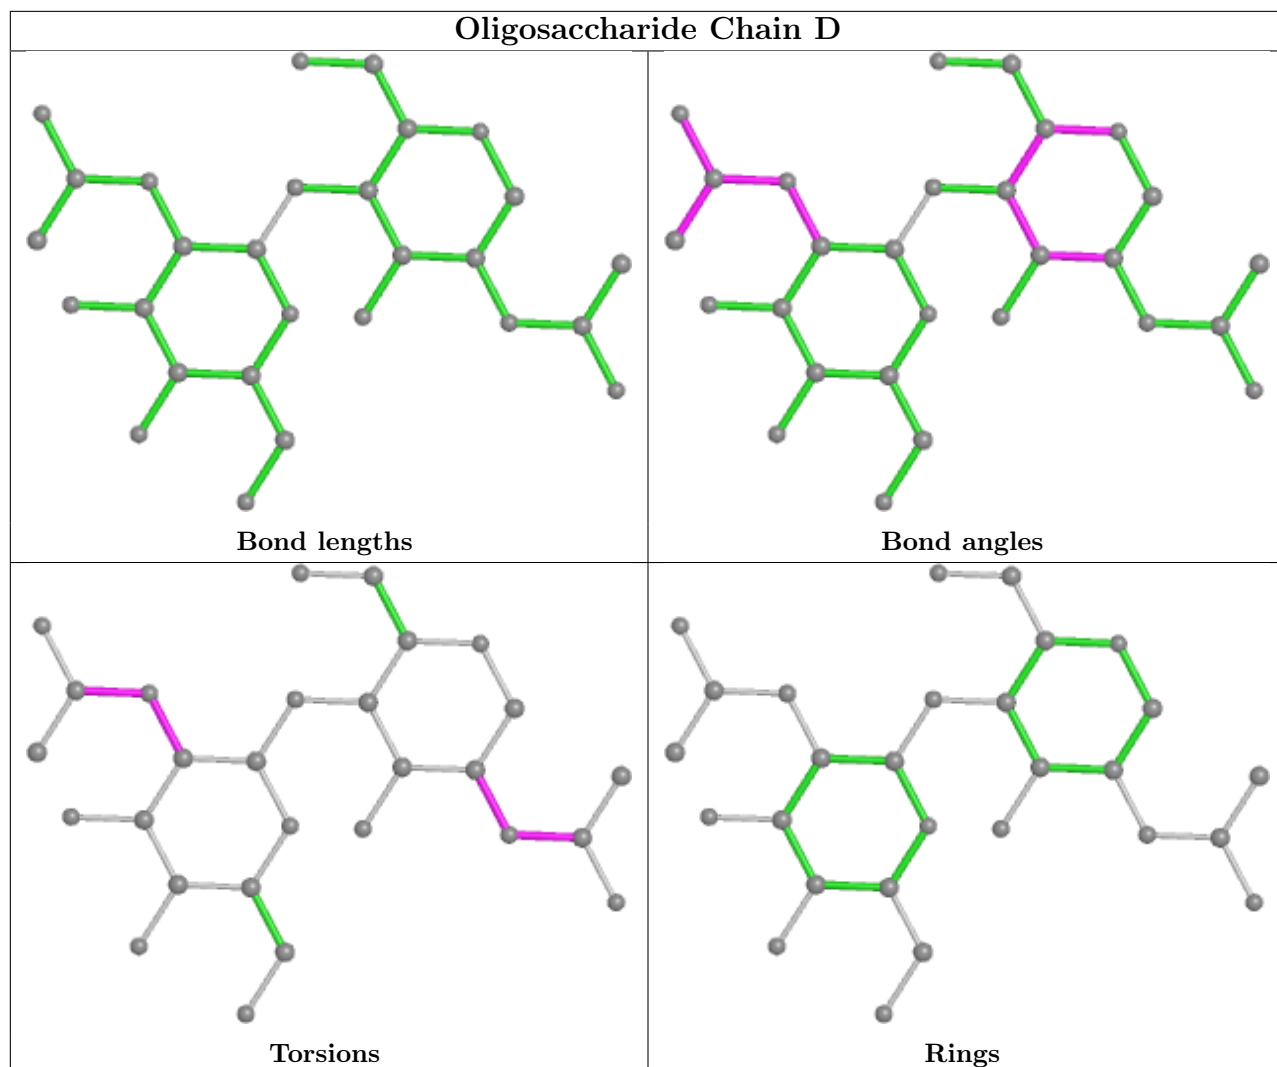 Oligosaccharide Chain D
Bond lengths
Bond angles
Torsions
Rings